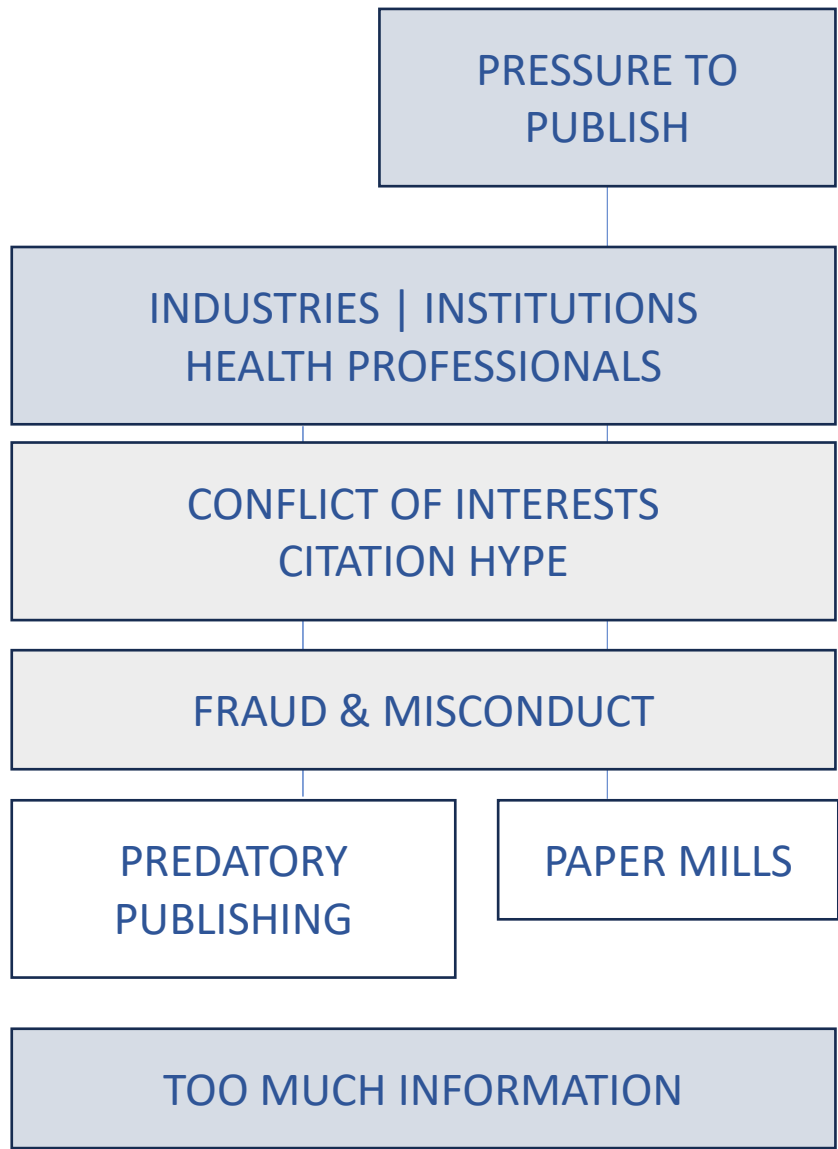 PRESSURE TO
PUBLISH
INDUSTRIES | INSTITUTIONS
HEALTH PROFESSIONALS
CONFLICT OF INTERESTS
CITATION HYPE
FRAUD & MISCONDUCT
PREDATORY
PUBLISHING
PAPER MILLS
TOO MUCH INFORMATION